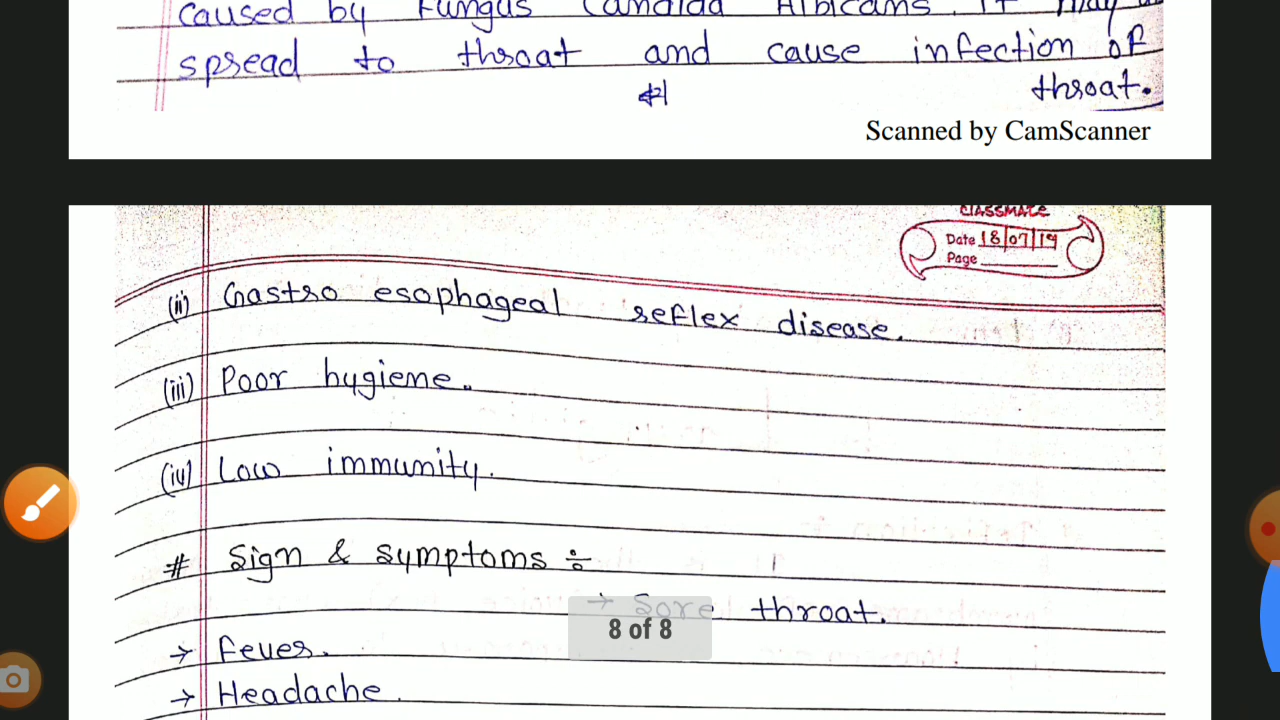 caused by Fungus Candida Albicams. It may
spread to throat and cause infection of
throat.
Scanned by CamScanner
CLASSMATE
Date 18/07/19
Page
(ii) Gastro esophageal reflex disease.
(iii) Poor hygieme.
(iv) Low immunity.
# Sign & symptoms ÷
→ Sore throat.
8 of 8
→ Fever.
→ Headache.